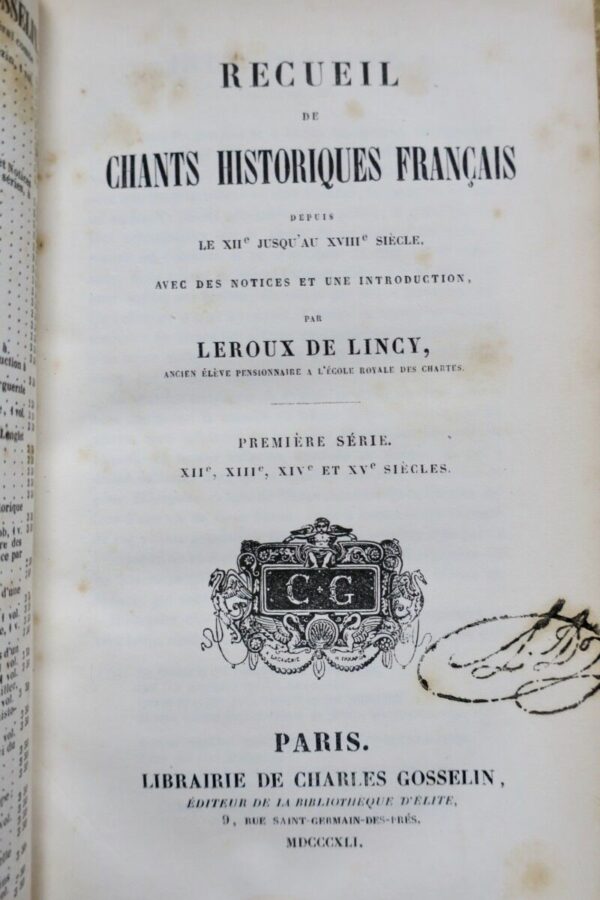 RECUEIL
DE
CHANTS HISTORIQUES FRANÇAIS
DEPUIS
LE XIIe JUSQU'AU XVIIIe SIÈCLE,
AVEC DES NOTICES ET UNE INTRODUCTION,
PAR
LEROUX DE LINCY,
ANCIEN ÉLÈVE PENSIONNAIRE A L'ÉCOLE ROYALE DES CHARTES.
PREMIÈRE SÉRIE.
XIIe, XIIIe, XIVe ET XVe SIÈCLES.
C G
PARIS.
LIBRAIRIE DE CHARLES GOSSELIN,
ÉDITEUR DE LA BIBLIOTHÈQUE D'ÉLITE,
9, RUE SAINT-GERMAIN-DES-PRÉS.
MDCCCXLI.